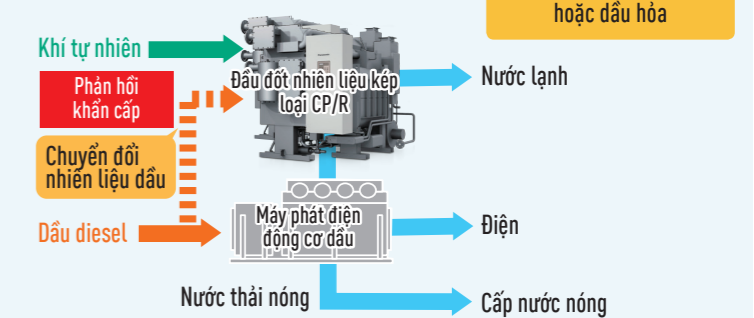 hoặc dầu hỏa
Khí tự nhiên
Phản hồi
khẩn cấp
Đầu đốt nhiên liệu kép
loại CP/R
Nước lạnh
Chuyển đổi
nhiên liệu dầu
Dầu diesel
Máy phát điện
động cơ dầu
Điện
Nước thải nóng
Cấp nước nóng